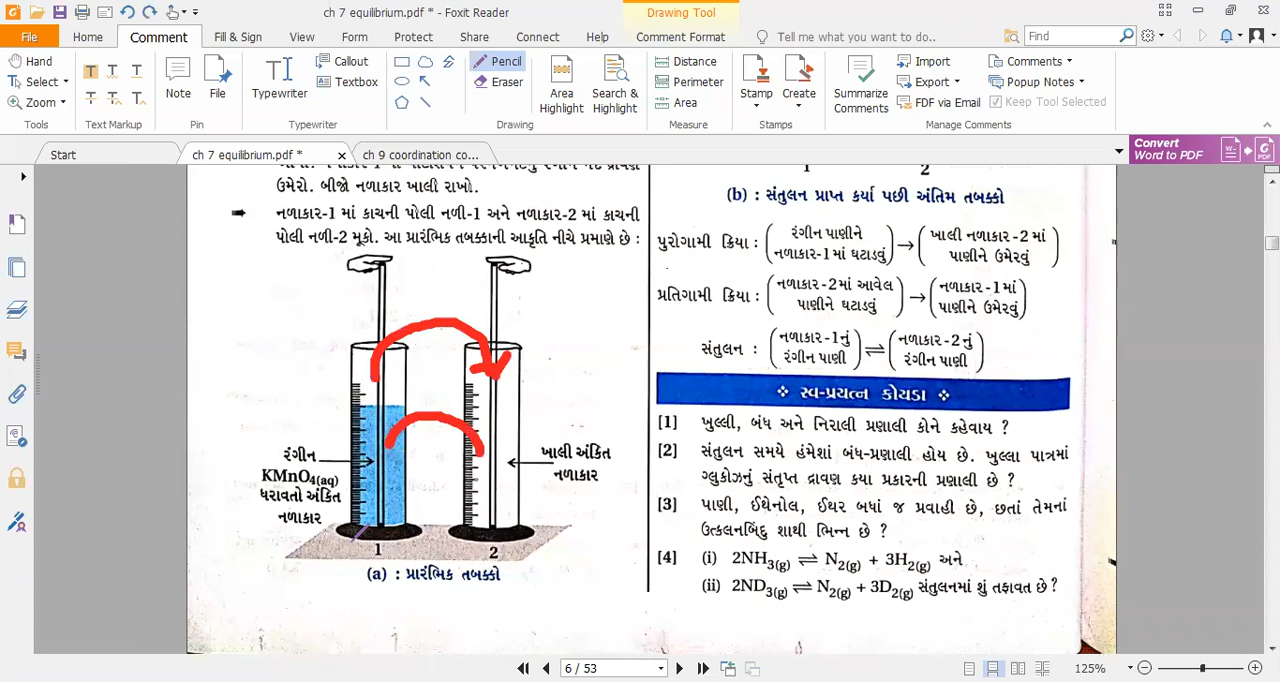 ch 7 equilibrium.pdf * - Foxit Reader
Drawing Tool
File Home Comment Fill & Sign View Form Protect Share Connect Help Comment Format Tell me what you want to do.. Find
Hand
Select
Zoom
Tools
Text Markup
Note
File
Pin
Typewriter
Callout
Textbox
Typewriter
Pencil
Eraser
Area Highlight
Search & Highlight
Drawing
Distance
Perimeter
Area
Measure
Stamp
Create
Stamps
Summarize Comments
Import
Export
FDF via Email
Comments
Popup Notes
Keep Tool Selected
Manage Comments
Start
ch 7 equilibrium.pdf *
ch 9 coordination co...
Convert
Word to PDF
ઉમેરો. બીજો નળાકાર ખાલી રાખો.
નળાકાર-1 માં કાચની પોલી નળી-1 અને નળાકાર-2 માં કાચની
પોલી નળી-2 મૂકો. આ પ્રારંભિક તબક્કાની આકૃતિ નીચે પ્રમાણે છે :
રંગીન
KMnO4(aq)
ધરાવતો અંકિત
નળાકાર
ખાલી અંકિત
નળાકાર
1 2
(a) : પ્રારંભિક તબક્કો
1 2
(b) : સંતુલન પ્રાપ્ત કર્યા પછી અંતિમ તબક્કો
પુરોગામી ક્રિયા : (રંગીન પાણીને નળાકાર-1માં ઘટાડવું) → (ખાલી નળાકાર-2માં પાણીને ઉમેરવું)
પ્રતિગામી ક્રિયા : (નળાકાર-2માં આવેલ પાણીને ઘટાડવું) → (નળાકાર-1માં પાણીને ઉમેરવું)
સંતુલન : (નળાકાર-1નું રંગીન પાણી) ⇌ (નળાકાર-2નું રંગીન પાણી)
❖ સ્વ-પ્રયત્ન કોયડા ❖
[1] ખુલ્લી, બંધ અને નિરાલી પ્રણાલી કોને કહેવાય ?
[2] સંતુલન સમયે હંમેશાં બંધ-પ્રણાલી હોય છે. ખુલ્લા પાત્રમાં
ગ્લુકોઝનું સંતૃપ્ત દ્રાવણ કયા પ્રકારની પ્રણાલી છે ?
[3] પાણી, ઈથેનોલ, ઈથર બધાં જ પ્રવાહી છે, છતાં તેમનાં
ઉત્કલનબિંદુ શાથી ભિન્ન છે ?
[4] (i) 2NH3(g) ⇌ N2(g) + 3H2(g) અને
(ii) 2ND3(g) ⇌ N2(g) + 3D2(g) સંતુલનમાં શું તફાવત છે ?
6 / 53
125%